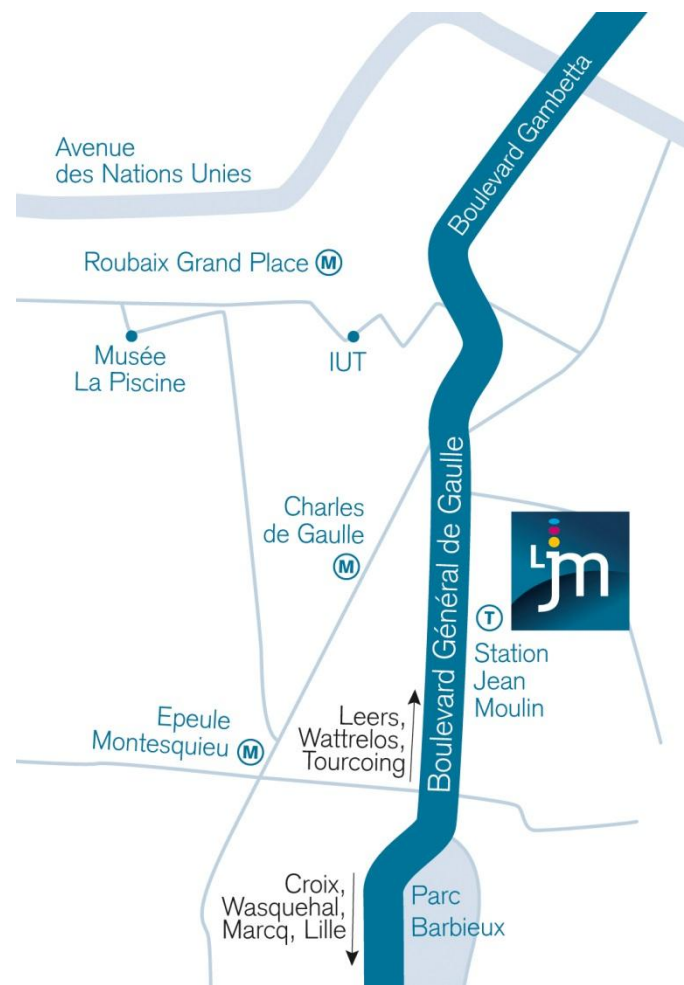 Boulevard Gambetta
Avenue
des Nations Unies
Roubaix Grand Place M
Musée
La Piscine
IUT
Charles
de Gaulle
M
Boulevard Général de Gaulle
Ljm
T
Station
Jean
Moulin
Epeule
Montesquieu M
Leers,
Wattrelos,
Tourcoing
Croix,
Wasquehal,
Marcq, Lille
Parc
Barbieux